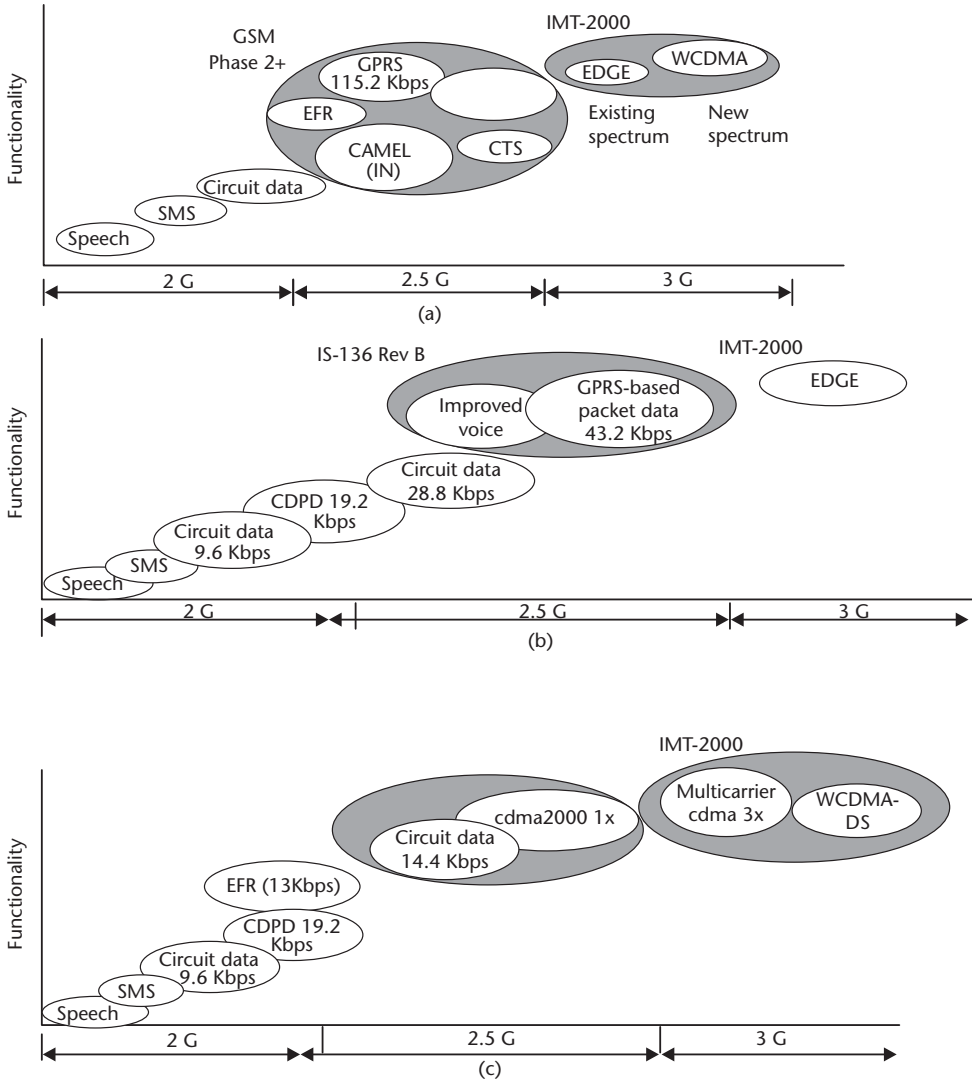 IMT-2000
GSM
Phase 2+
GPRS
115.2 Kbps
WCDMA
EDGE
EFR
Existing
spectrum
New
spectrum
CAMEL
(IN)
CTS
Circuit data
SMS
Speech
Functionality
2 G
2.5 G
3 G
(a)
IS-136 Rev B
IMT-2000
EDGE
Improved
voice
GPRS-based
packet data
43.2 Kbps
Circuit data
28.8 Kbps
CDPD 19.2
Kbps
Circuit data
9.6 Kbps
SMS
Speech
Functionality
2 G
2.5 G
3 G
(b)
IMT-2000
Multicarrier
cdma 3x
WCDMA-
DS
cdma2000 1x
Circuit data
14.4 Kbps
EFR (13Kbps)
CDPD 19.2
Kbps
Circuit data
9.6 Kbps
SMS
Speech
Functionality
2 G
2.5 G
3 G
(c)